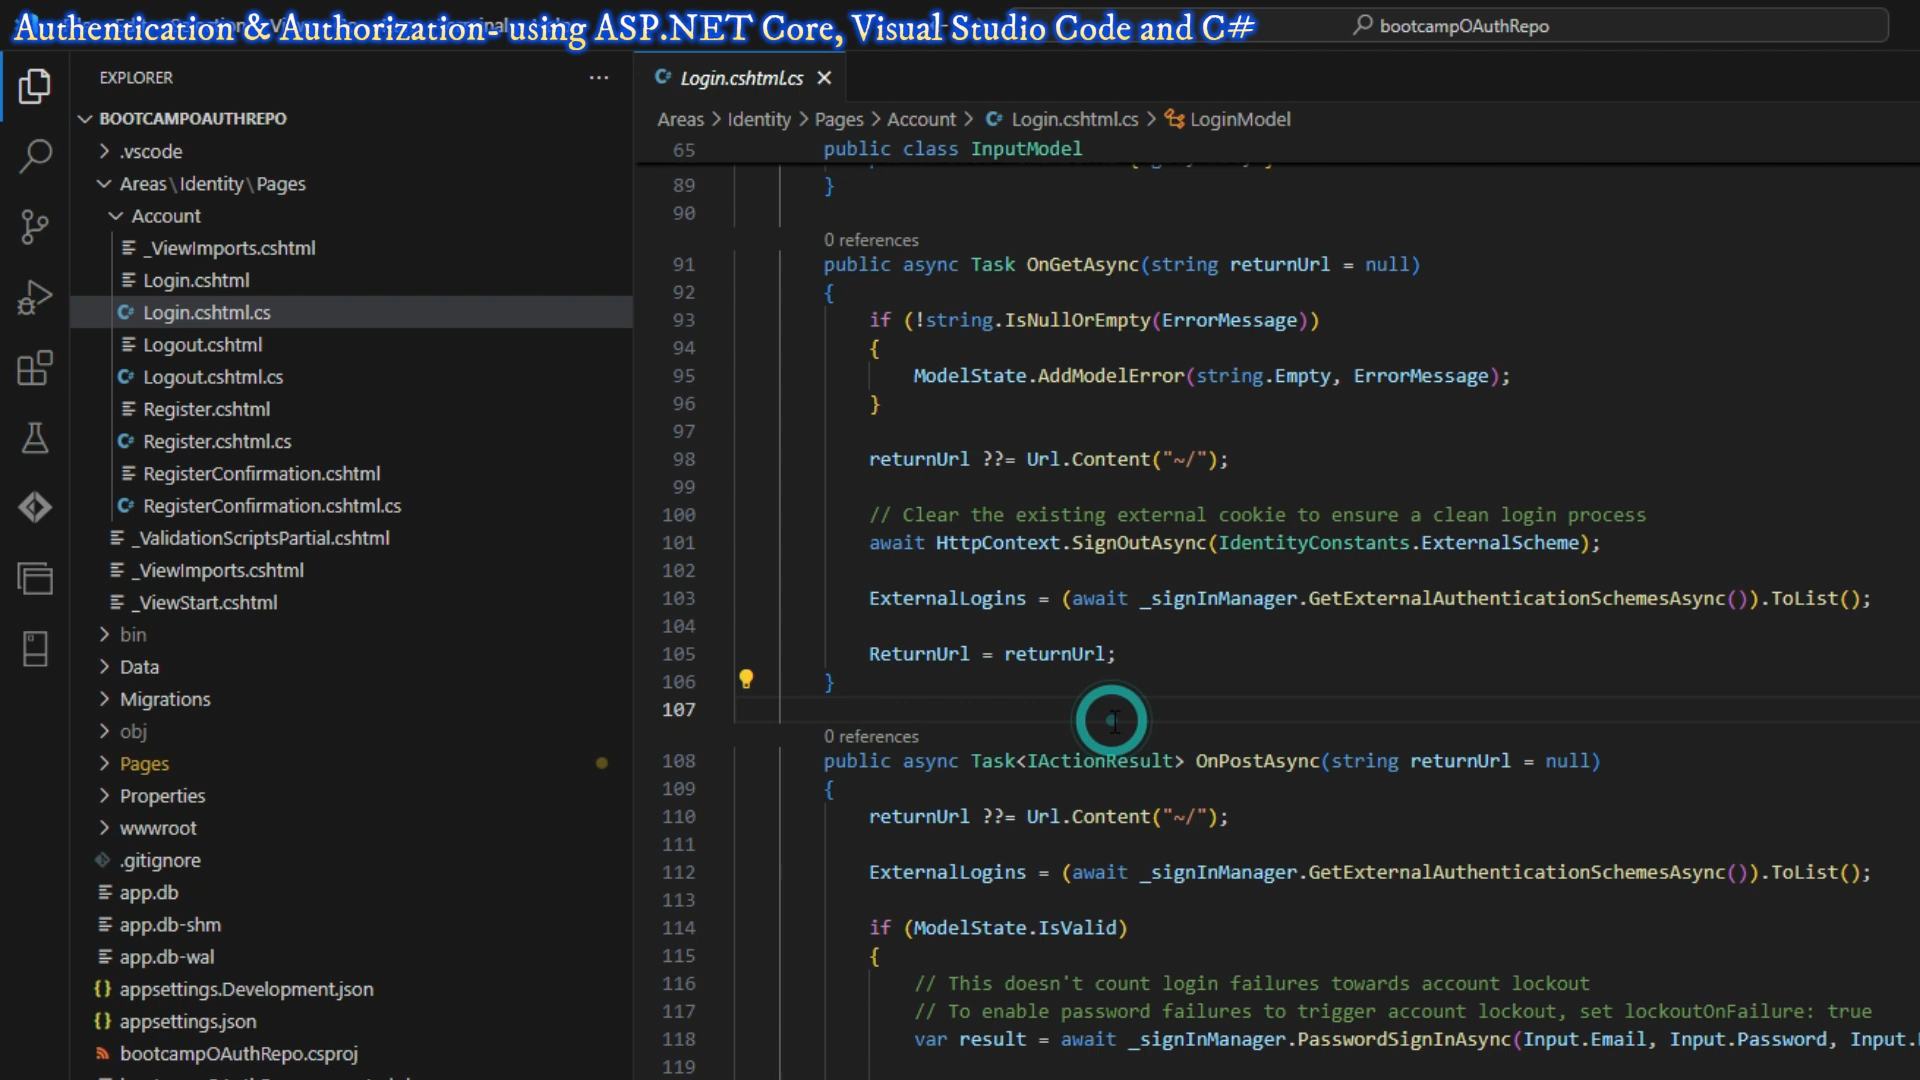 Authentication & Authorization- using ASP.NET Core, Visual Studio Code and C#
bootcampOAuthRepo
EXPLORER
BOOTCAMPOAUTHREPO
.vscode
Areas\Identity\Pages
Account
_ViewImports.cshtml
Login.cshtml
Login.cshtml.cs
Logout.cshtml
Logout.cshtml.cs
Register.cshtml
Register.cshtml.cs
RegisterConfirmation.cshtml
RegisterConfirmation.cshtml.cs
_ValidationScriptsPartial.cshtml
_ViewImports.cshtml
_ViewStart.cshtml
bin
Data
Migrations
obj
Pages
Properties
wwwroot
.gitignore
app.db
app.db-shm
app.db-wal
appsettings.Development.json
appsettings.json
bootcampOAuthRepo.csproj
Login.cshtml.cs
Areas > Identity > Pages > Account > Login.cshtml.cs > LoginModel
65 public class InputModel
89 }
90
0 references
91 public async Task OnGetAsync(string returnUrl = null)
92 {
93 if (!string.IsNullOrEmpty(ErrorMessage))
94 {
95 ModelState.AddModelError(string.Empty, ErrorMessage);
96 }
97
98 returnUrl ??= Url.Content("~/");
99
100 // Clear the existing external cookie to ensure a clean login process
101 await HttpContext.SignOutAsync(IdentityConstants.ExternalScheme);
102
103 ExternalLogins = (await _signInManager.GetExternalAuthenticationSchemesAsync()).ToList();
104
105 ReturnUrl = returnUrl;
106 }
107
0 references
108 public async Task<IActionResult> OnPostAsync(string returnUrl = null)
109 {
110 returnUrl ??= Url.Content("~/");
111
112 ExternalLogins = (await _signInManager.GetExternalAuthenticationSchemesAsync()).ToList();
113
114 if (ModelState.IsValid)
115 {
116 // This doesn't count login failures towards account lockout
117 // To enable password failures to trigger account lockout, set lockoutOnFailure: true
118 var result = await _signInManager.PasswordSignInAsync(Input.Email, Input.Password, Input.
119